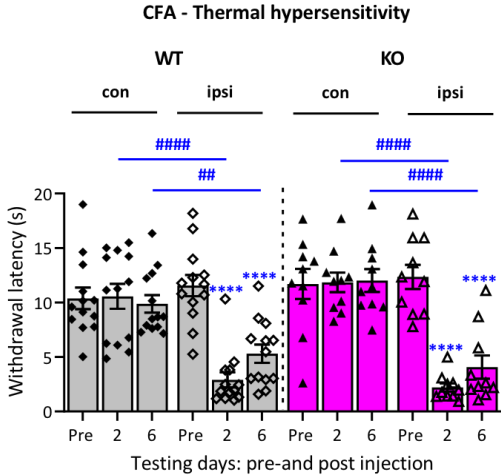 CFA - Thermal hypersensitivity
WT KO
con ipsi con ipsi
#### ####
## ####
20
15
10
5
0
Withdrawal latency (s)
**** **** **** ****
Pre 2 6 Pre 2 6 Pre 2 6 Pre 2 6
Testing days: pre-and post injection